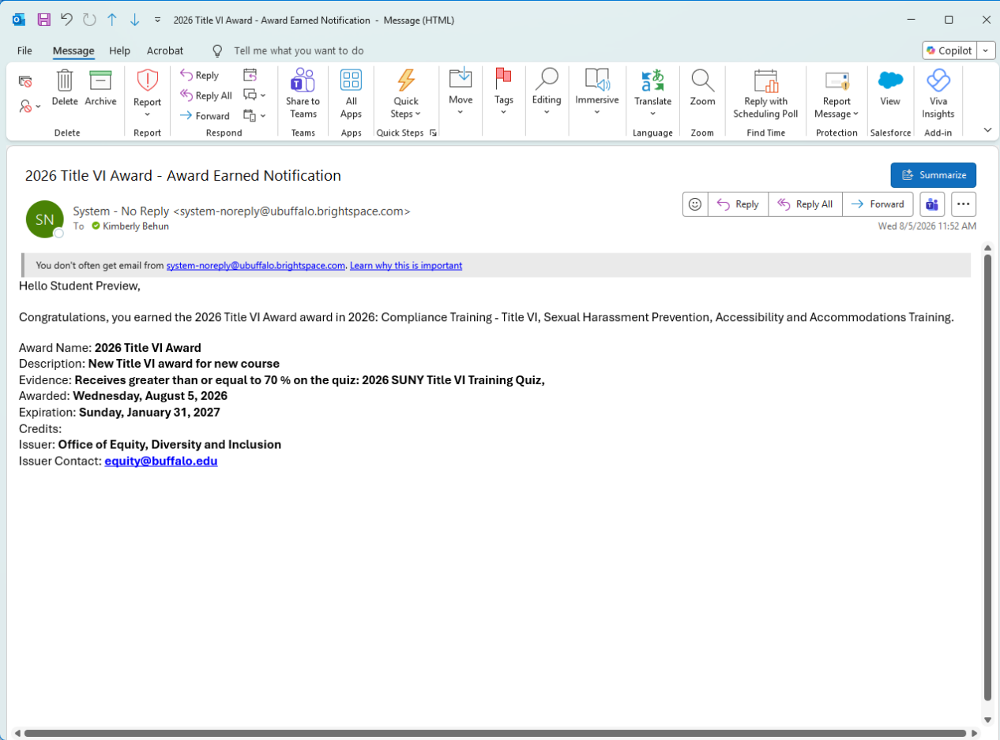 2026 Title VI Award - Award Earned Notification - Message (HTML)
File Message Help Acrobat Tell me what you want to do
Copilot
Delete Archive
Delete
Report
Report
Reply
Reply All
Forward
Respond
Share to Teams
Teams
All Apps
Apps
Quick Steps
Quick Steps
Move
Tags
Editing
Immersive
Translate
Language
Zoom
Zoom
Reply with Scheduling Poll
Find Time
Report Message
Protection
View
Salesforce
Viva Insights
Add-in
2026 Title VI Award - Award Earned Notification
Summarize
SN
System - No Reply <system-noreply@ubuffalo.brightspace.com>
To Kimberly Behun
Reply Reply All Forward
Wed 8/5/2026 11:52 AM
You don't often get email from system-noreply@ubuffalo.brightspace.com. Learn why this is important
Hello Student Preview,
Congratulations, you earned the 2026 Title VI Award award in 2026: Compliance Training - Title VI, Sexual Harassment Prevention, Accessibility and Accommodations Training.
Award Name: 2026 Title VI Award
Description: New Title VI award for new course
Evidence: Receives greater than or equal to 70 % on the quiz: 2026 SUNY Title VI Training Quiz,
Awarded: Wednesday, August 5, 2026
Expiration: Sunday, January 31, 2027
Credits:
Issuer: Office of Equity, Diversity and Inclusion
Issuer Contact: equity@buffalo.edu